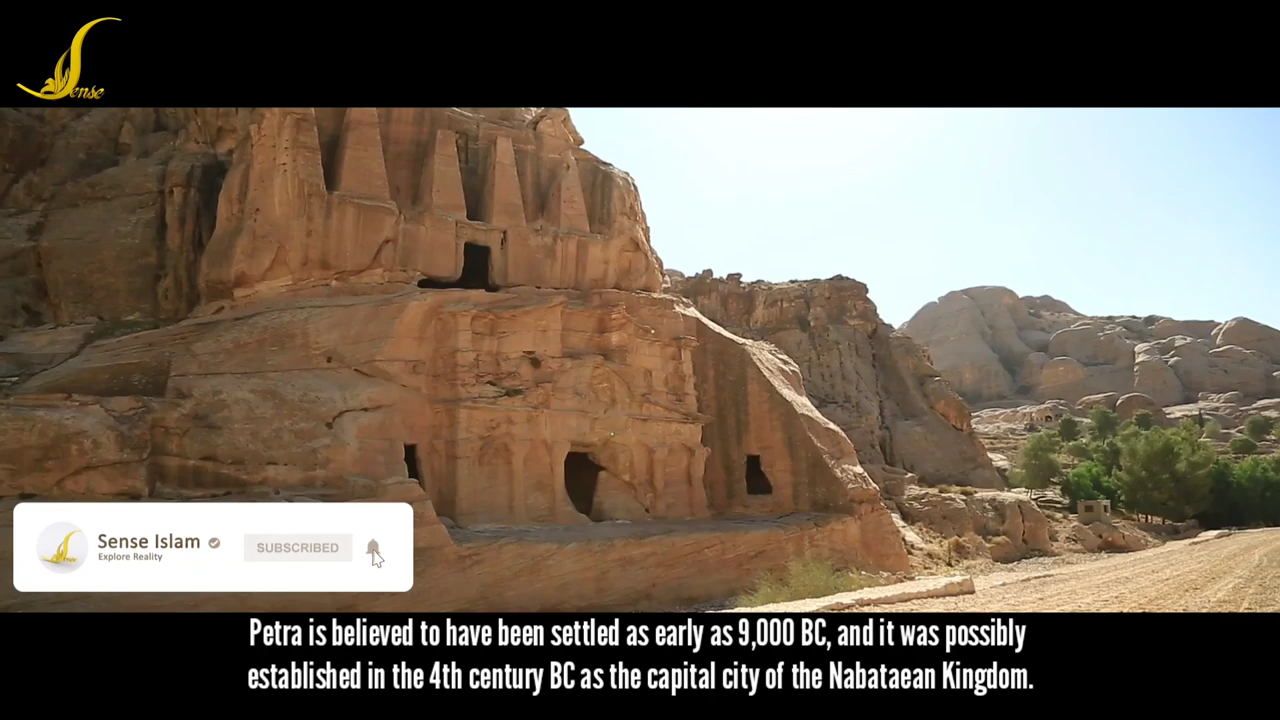 Sense
Sense Islam
Explore Reality
SUBSCRIBED
Petra is believed to have been settled as early as 9,000 BC, and it was possibly
established in the 4th century BC as the capital city of the Nabataean Kingdom.